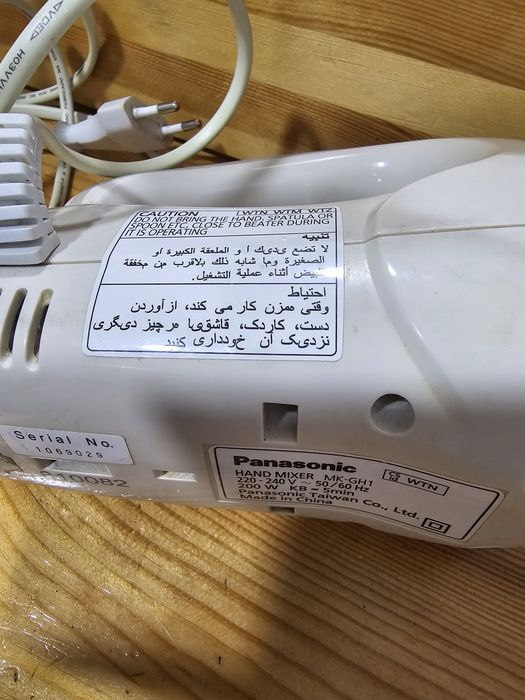 CAUTION [WTN WTM WTZ
DO NOT BRING THE HAND, SPATULA OR
SPOON ETC. CLOSE TO BEATER DURING
IT IS OPERATING
تنبيه
لا تضع يديك أو الملعقة الكبيرة أو
الصغيرة وما شابه ذلك بالاقرب من مخفقة
البيض أثناء عملية التشغيل.
احتياط
وقتی همزن کار می کند، ازآوردن
دست، کاردک، قاشقیا هرچیز دیگری
نزدیک آن خودداری کنید
Serial No.
1069029
Panasonic
HAND MIXER MK-GH1
220-240 V ~ 50/60 Hz
200 W KB = 5min
Panasonic Taiwan Co., Ltd.
Made in China
WTN